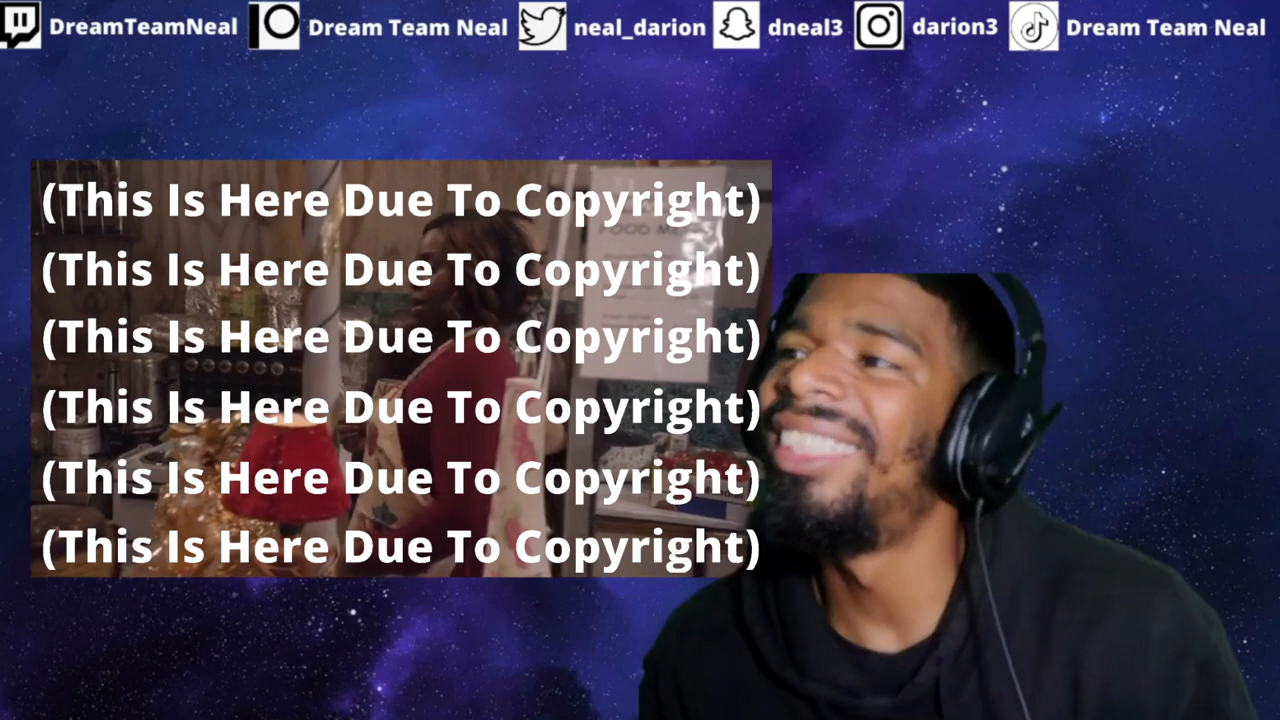 DreamTeamNeal Dream Team Neal neal_darion dneal3 darion3 Dream Team Neal
(This Is Here Due To Copyright)
FOOD
(This Is Here Due To Copyright)
(This Is Here Due To Copyright)
(This Is Here Due To Copyright)
(This Is Here Due To Copyright)
(This Is Here Due To Copyright)